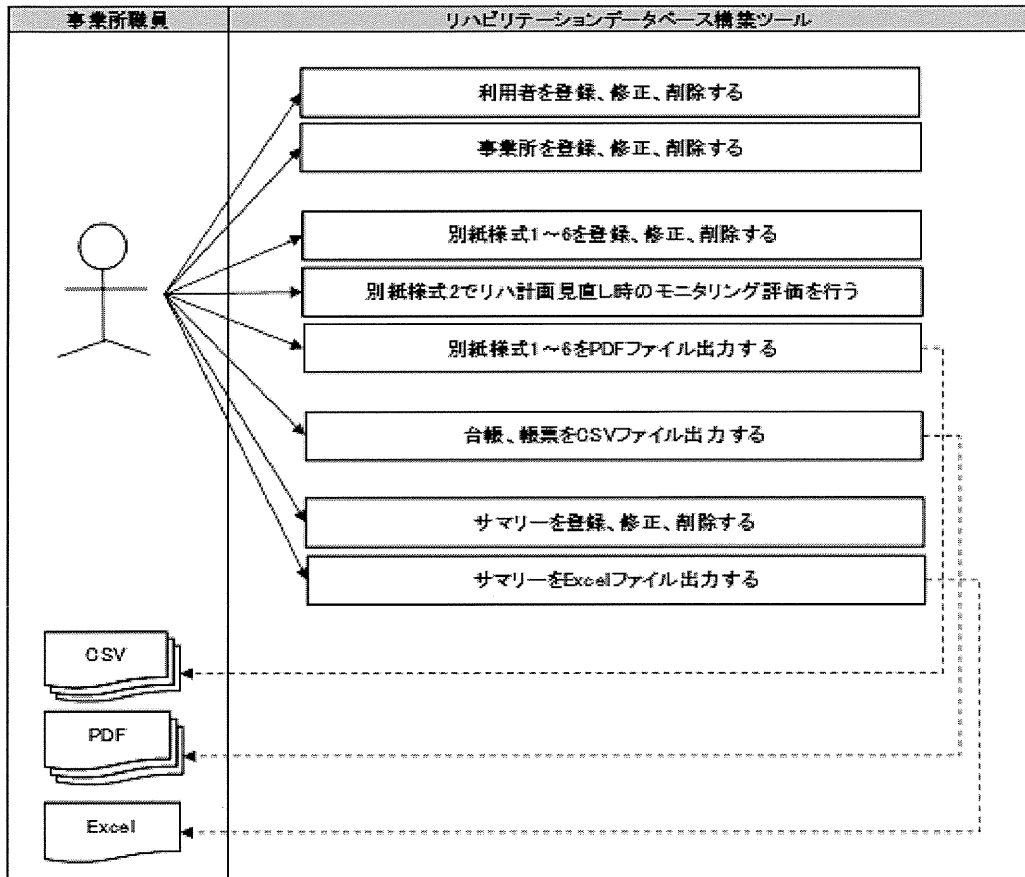 事業所職員
リハビリテーションデータベース構築ツール
利用者を登録、修正、削除する
事業所を登録、修正、削除する
別紙様式1～6を登録、修正、削除する
別紙様式2でリハ計画見直し時のモニタリング評価を行う
別紙様式1～6をPDFファイル出力する
台帳、帳票をCSVファイル出力する
サマリーを登録、修正、削除する
サマリーをExcelファイル出力する
CSV
PDF
Excel